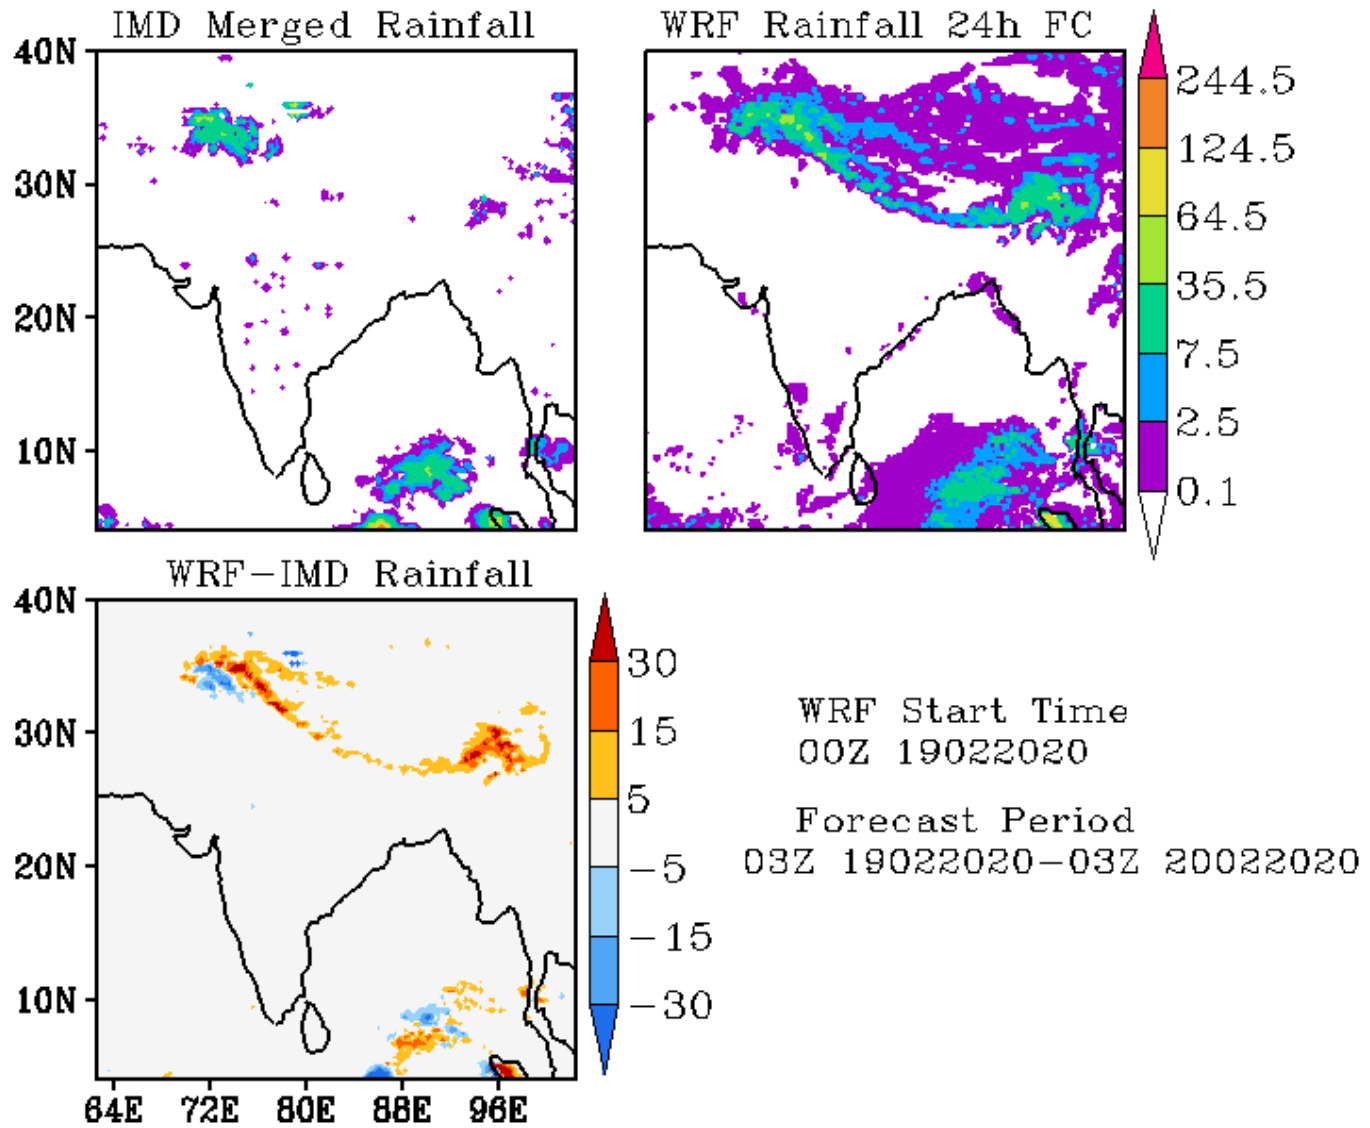 IMD Merged Rainfall
WRF Rainfall 24h FC
40N
30N
20N
10N
244.5
124.5
64.5
35.5
7.5
2.5
0.1
WRF-IMD Rainfall
40N
30N
20N
10N
64E 72E 80E 88E 96E
30
15
5
-5
-15
-30
WRF Start Time
00Z 19022020
Forecast Period
03Z 19022020-03Z 20022020